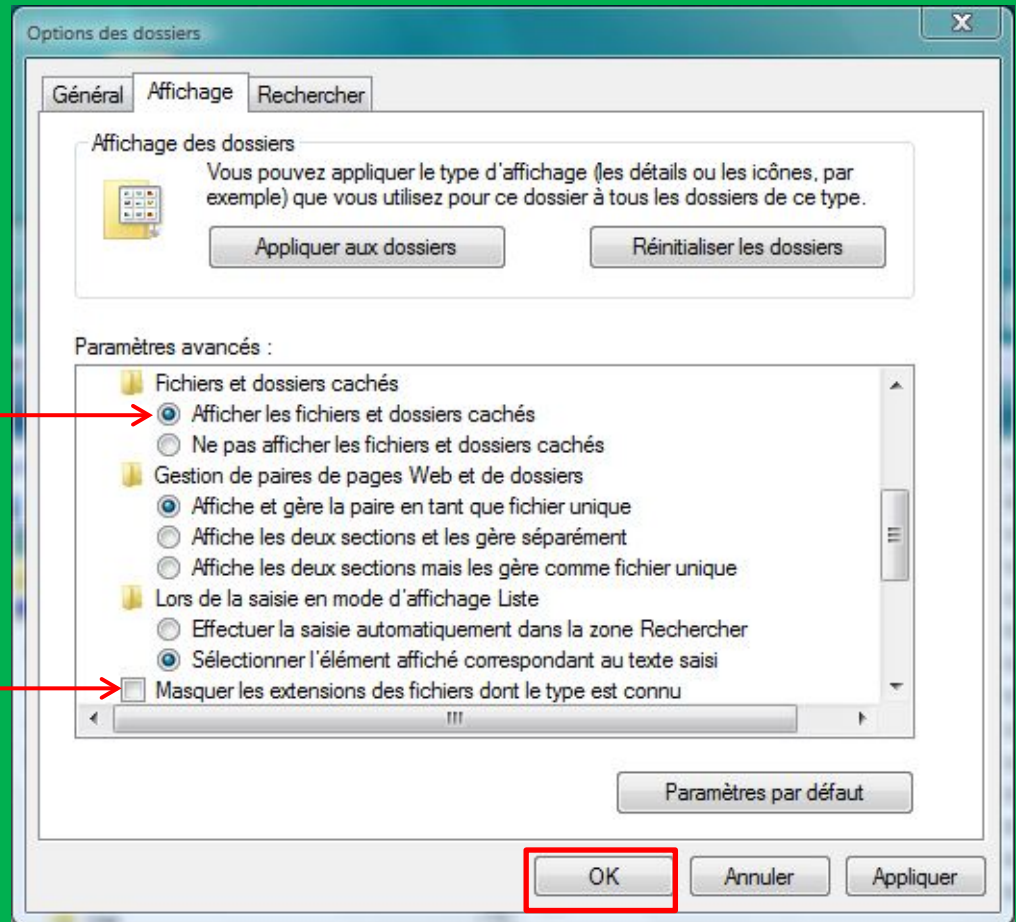 Options des dossiers
Général Affichage Rechercher
Affichage des dossiers
Vous pouvez appliquer le type d'affichage (les détails ou les icônes, par
exemple) que vous utilisez pour ce dossier à tous les dossiers de ce type.
Appliquer aux dossiers Réinitialiser les dossiers
Paramètres avancés :
Fichiers et dossiers cachés
Afficher les fichiers et dossiers cachés
Ne pas afficher les fichiers et dossiers cachés
Gestion de paires de pages Web et de dossiers
Affiche et gère la paire en tant que fichier unique
Affiche les deux sections et les gère séparément
Affiche les deux sections mais les gère comme fichier unique
Lors de la saisie en mode d'affichage Liste
Effectuer la saisie automatiquement dans la zone Rechercher
Sélectionner l'élément affiché correspondant au texte saisi
Masquer les extensions des fichiers dont le type est connu
Paramètres par défaut
OK Annuler Appliquer